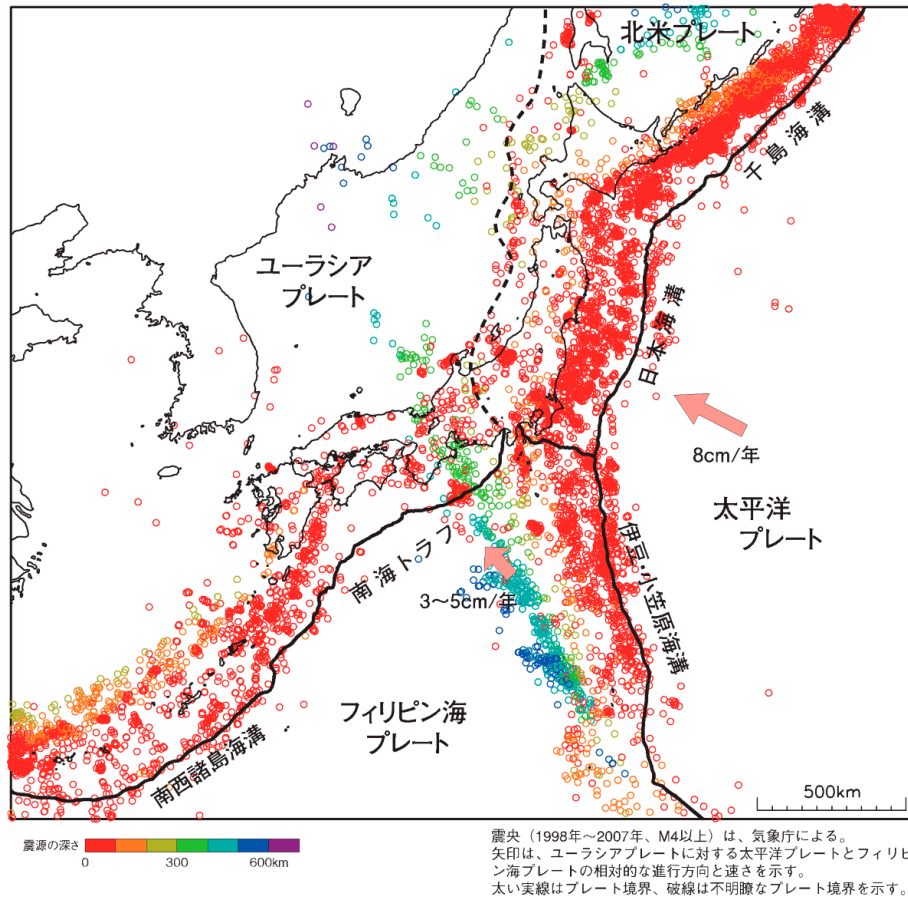 北米プレート
千島海溝
ユーラシア
プレート
日本海溝
8cm/年
太平洋
プレート
南海トラフ
3~5cm/年
伊豆・小笠原海溝
フィリピン海
プレート
南西諸島海溝
500km
震源の深さ
0 300 600km
震央(1998年~2007年、M4以上)は、気象庁による。
矢印は、ユーラシアプレートに対する太平洋プレートとフィリピ
ン海プレートの相対的な進行方向と速さを示す。
太い実線はプレート境界、破線は不明瞭なプレート境界を示す。